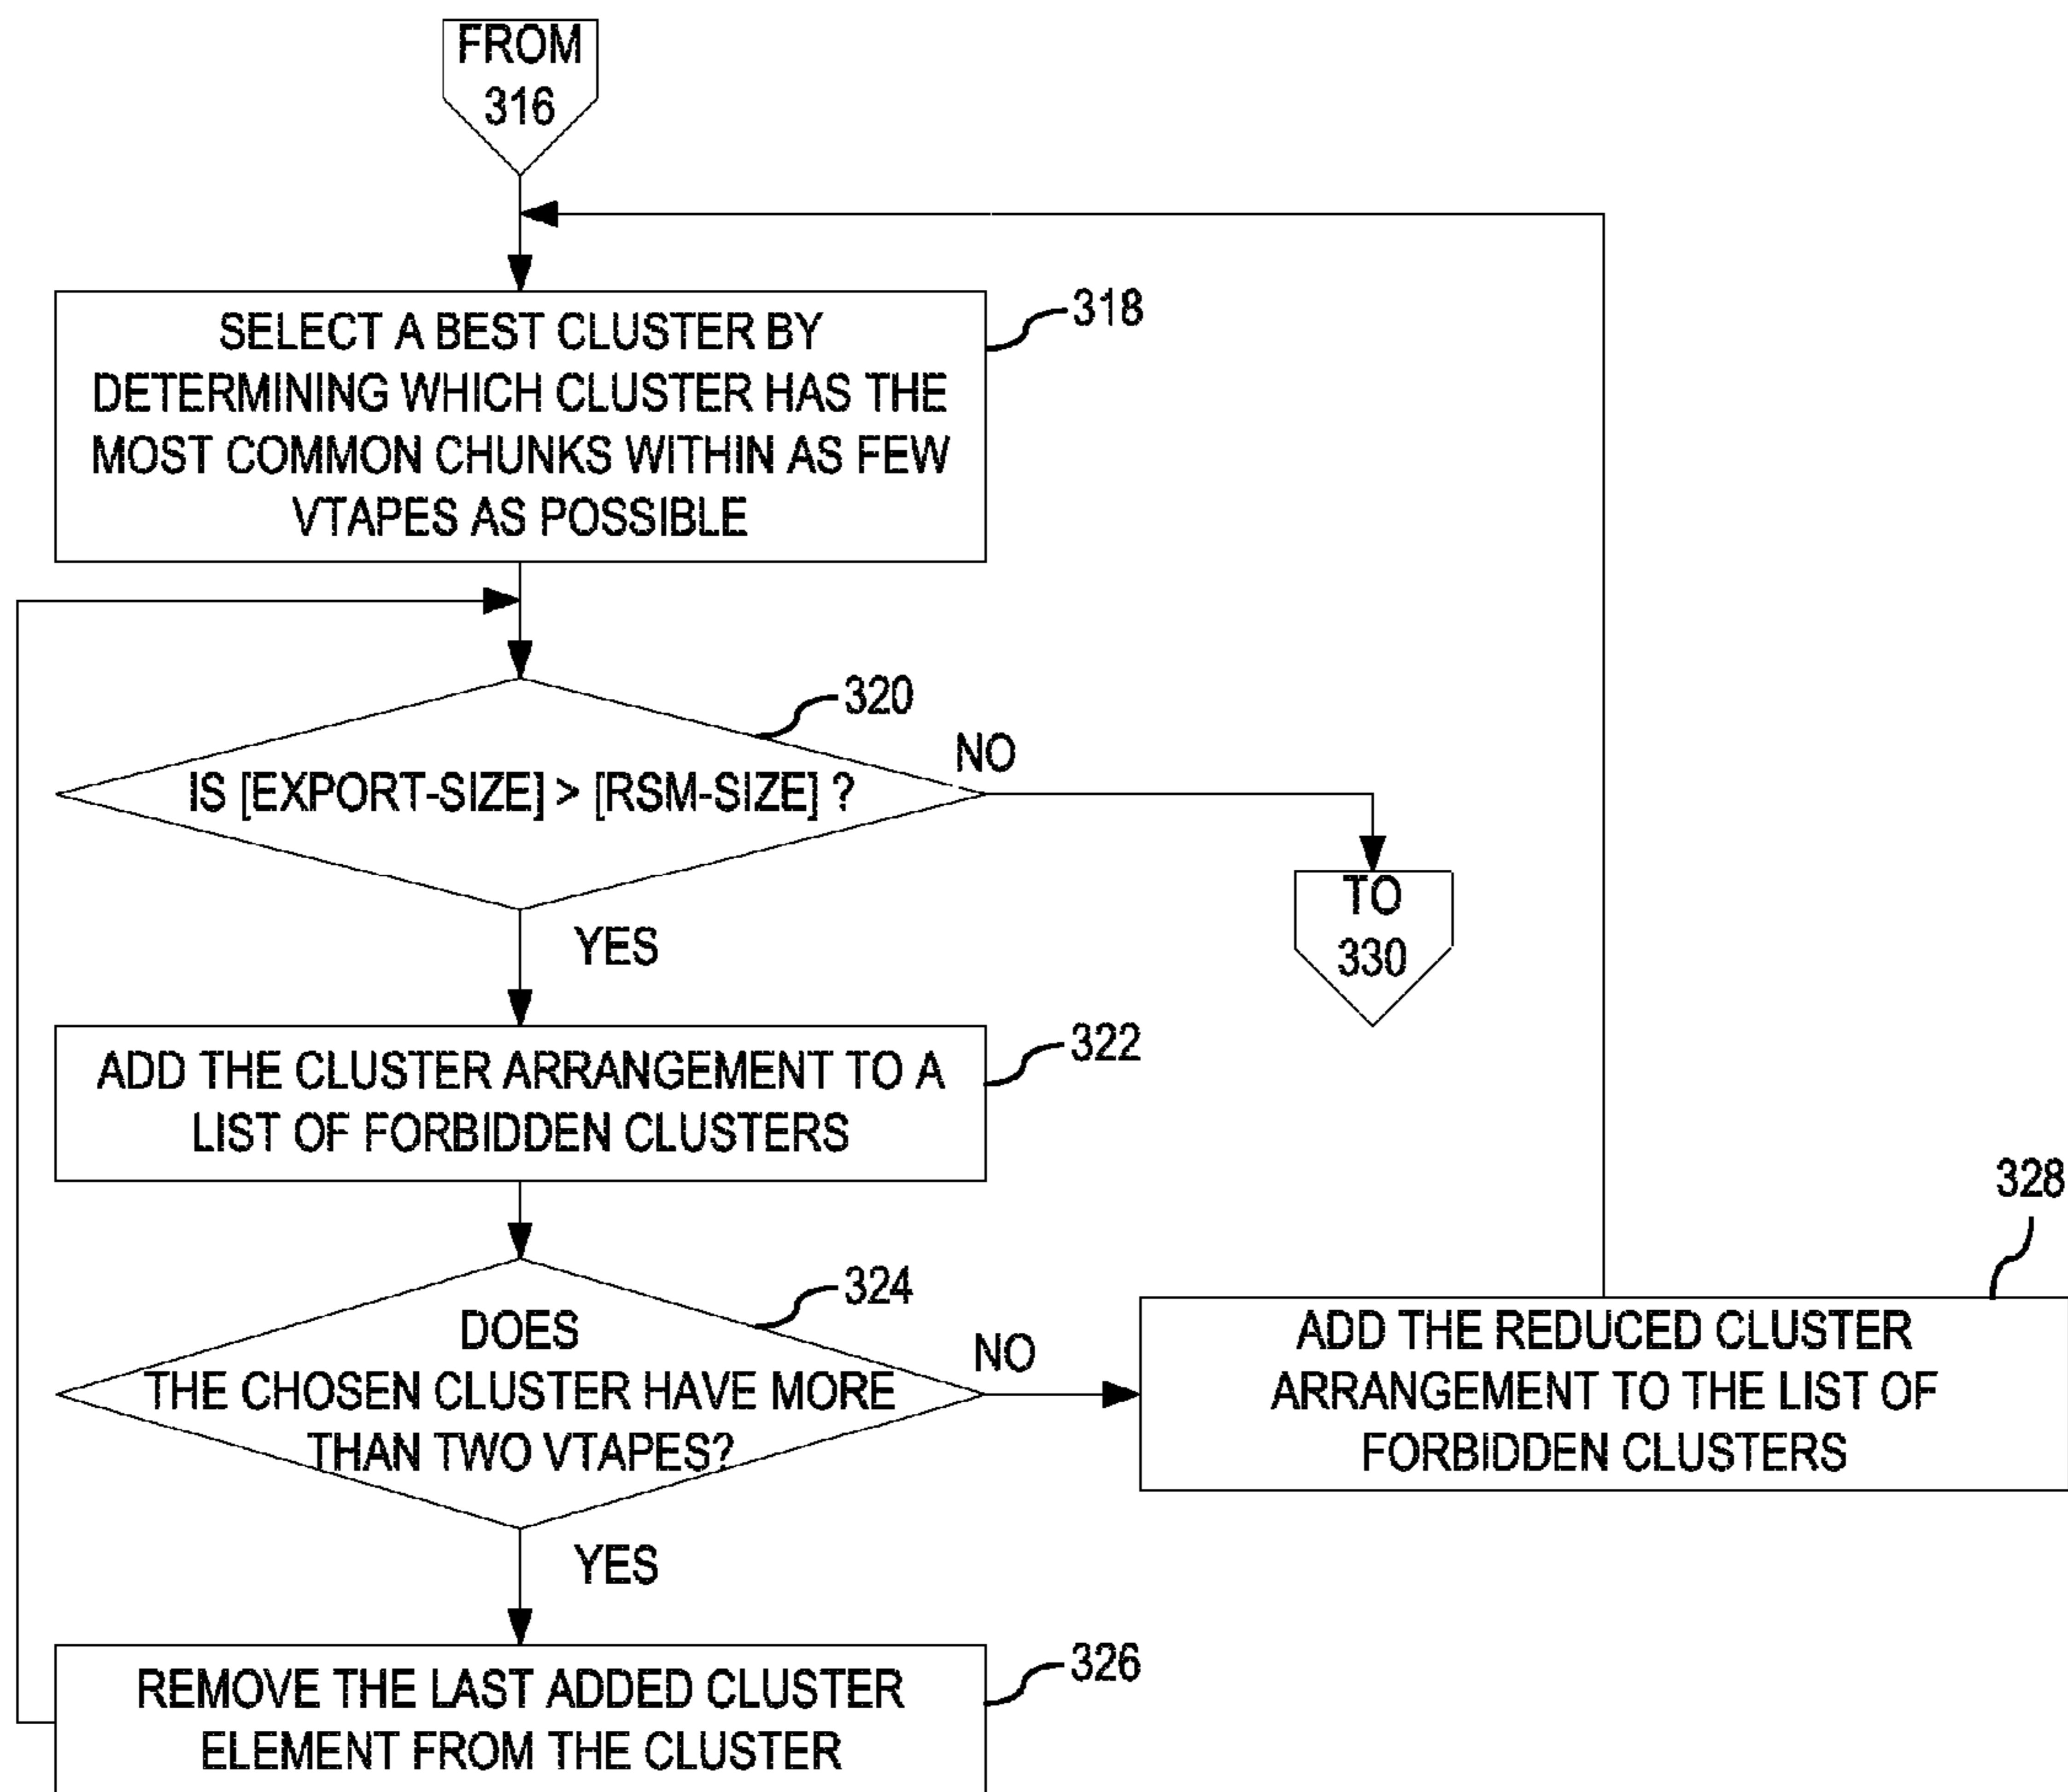 FROM
316
SELECT A BEST CLUSTER BY
DETERMINING WHICH CLUSTER HAS THE
MOST COMMON CHUNKS WITHIN AS FEW
VTAPES AS POSSIBLE
318
IS [EXPORT-SIZE] > [RSM-SIZE] ?
320
NO
TO
330
YES
ADD THE CLUSTER ARRANGEMENT TO A
LIST OF FORBIDDEN CLUSTERS
322
DOES
THE CHOSEN CLUSTER HAVE MORE
THAN TWO VTAPES?
324
NO
328
ADD THE REDUCED CLUSTER
ARRANGEMENT TO THE LIST OF
FORBIDDEN CLUSTERS
YES
REMOVE THE LAST ADDED CLUSTER
ELEMENT FROM THE CLUSTER
326